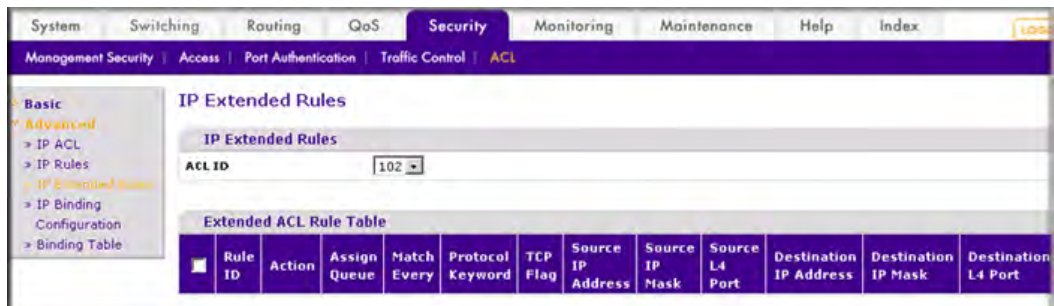 System Switching Routing QoS Security Monitoring Maintenance Help Index
Management Security Access Port Authentication Traffic Control ACL
Basic
Advanced
IP ACL
IP Rules
IP Extended Rules
IP Binding
Configuration
Binding Table
IP Extended Rules
IP Extended Rules
ACL ID 102
Extended ACL Rule Table
Rule ID Action Assign Queue Match Every Protocol Keyword TCP Flag Source IP Address Source IP Mask Source L4 Port Destination IP Address Destination IP Mask Destination L4 Port